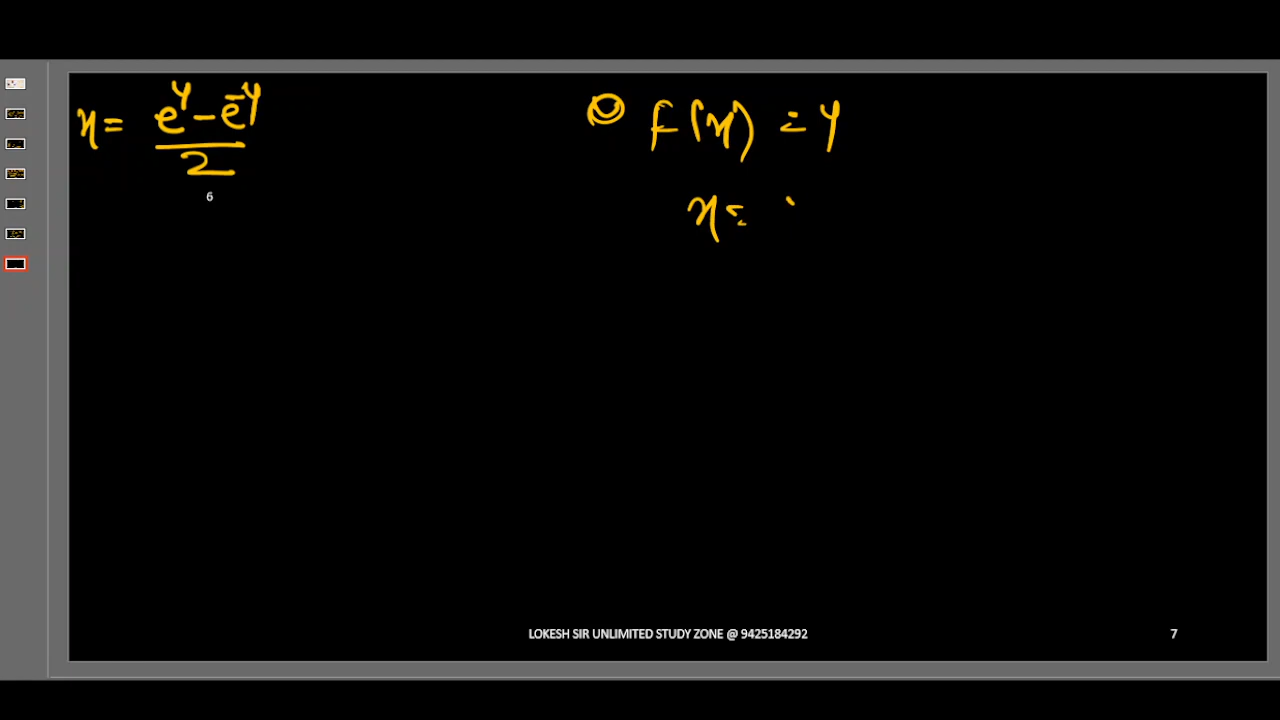 x = (e^y - e^-y) / 2
6
f(x) = y
x =
LOKESH SIR UNLIMITED STUDY ZONE @ 9425184292
7